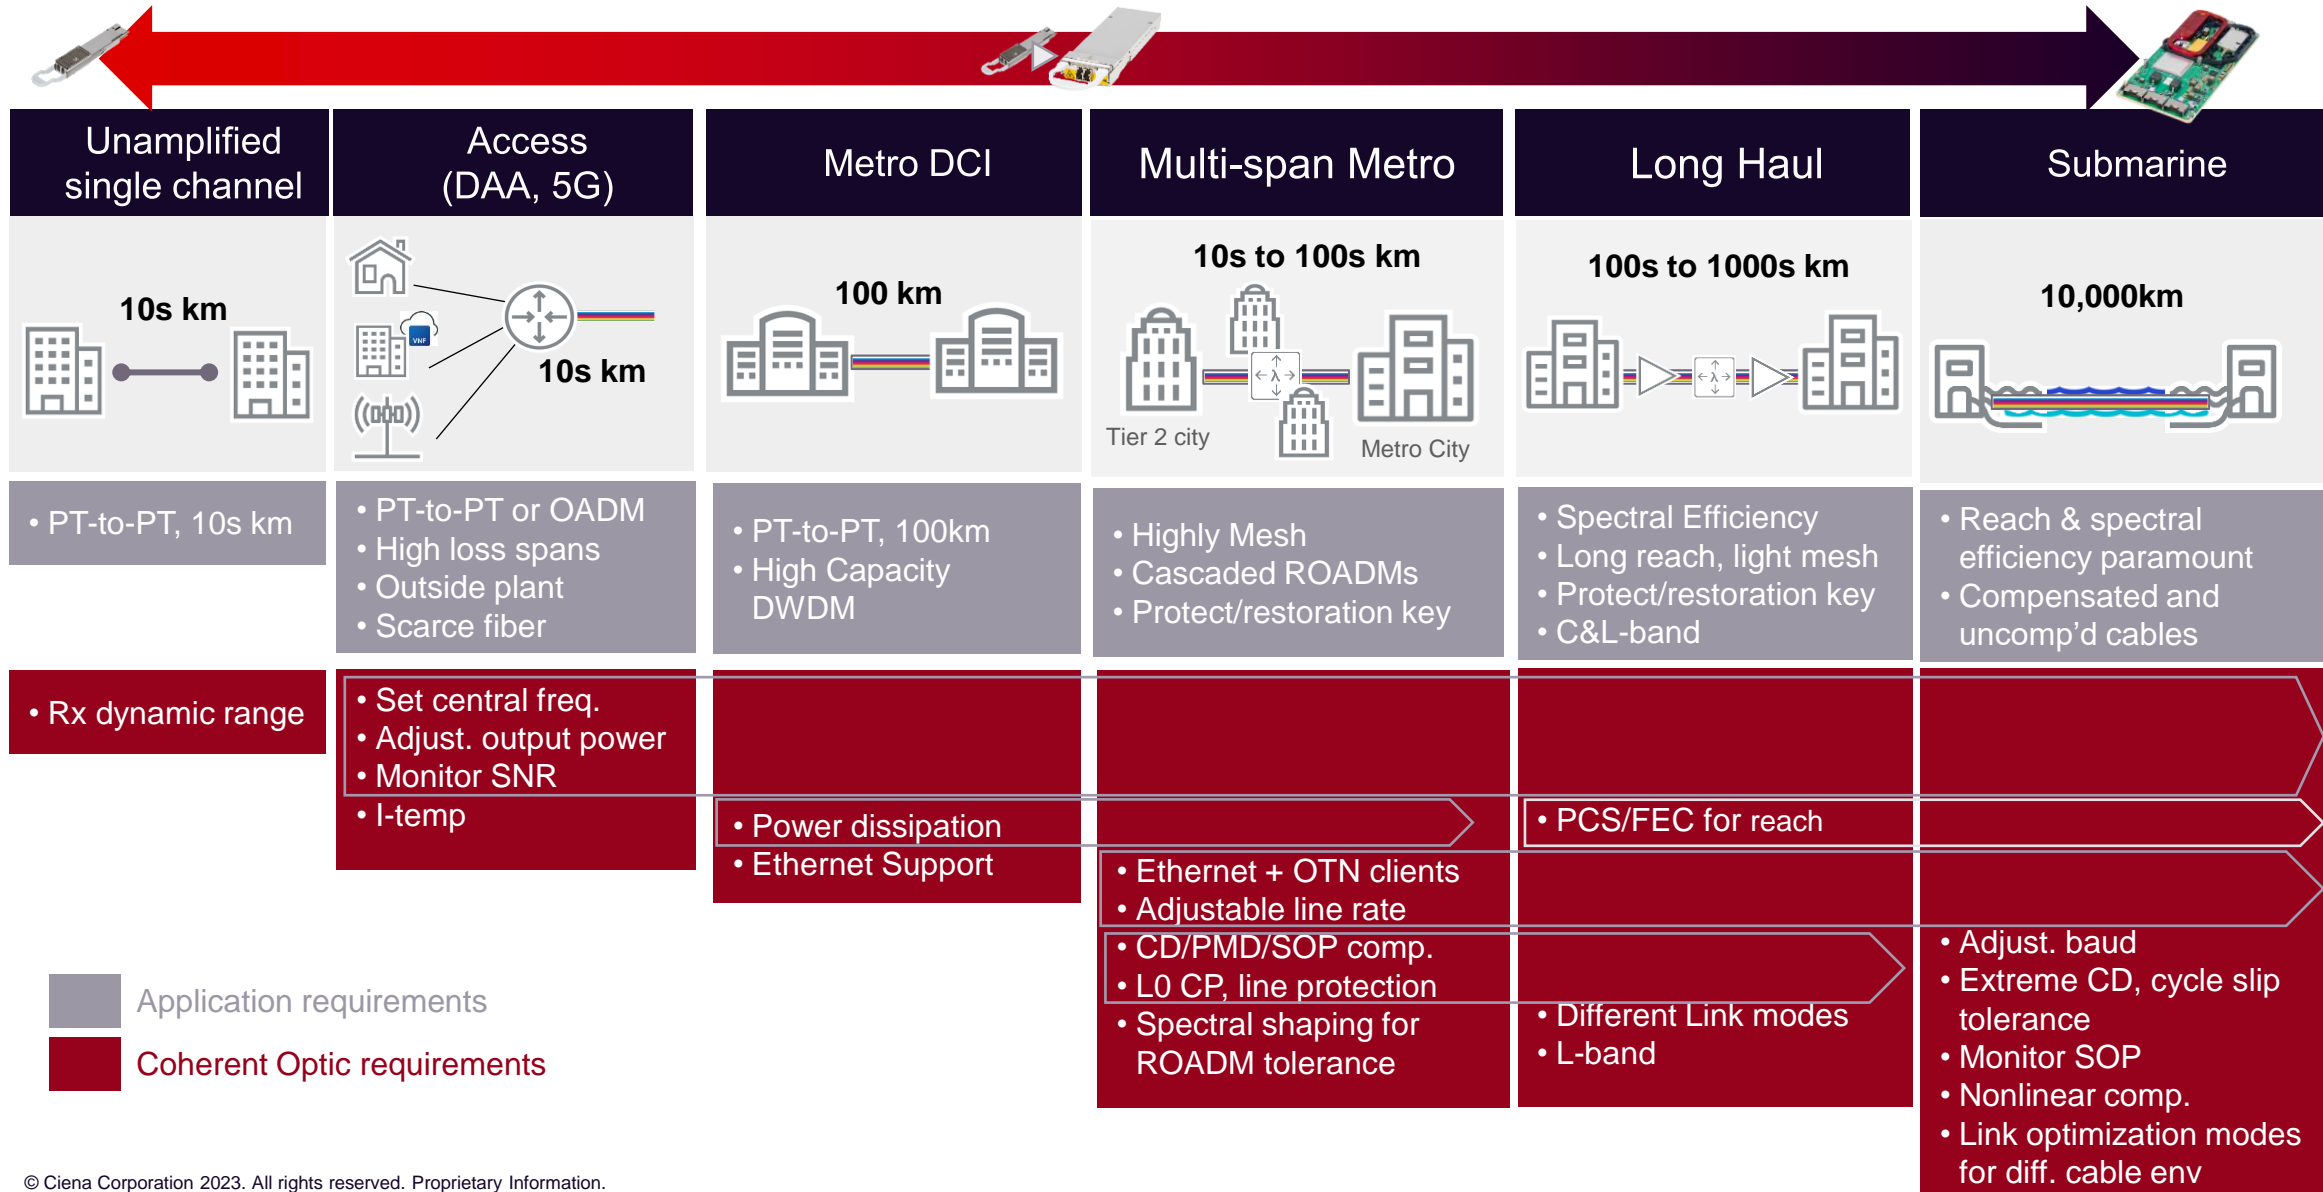 Unamplified
single channel
Access
(DAA, 5G)
Metro DCI
Multi-span Metro
Long Haul
Submarine
10s km
VNF
10s km
100 km
10s to 100s km
λ
Tier 2 city
Metro City
100s to 1000s km
λ
10,000km
• PT-to-PT, 10s km
• PT-to-PT or OADM
• High loss spans
• Outside plant
• Scarce fiber
• PT-to-PT, 100km
• High Capacity
DWDM
• Highly Mesh
• Cascaded ROADMs
• Protect/restoration key
• Spectral Efficiency
• Long reach, light mesh
• Protect/restoration key
• C&L-band
• Reach & spectral
efficiency paramount
• Compensated and
uncomp’d cables
• Rx dynamic range
• Set central freq.
• Adjust. output power
• Monitor SNR
• I-temp
• Power dissipation
• Ethernet Support
• Ethernet + OTN clients
• Adjustable line rate
• CD/PMD/SOP comp.
• L0 CP, line protection
• Spectral shaping for
ROADM tolerance
• PCS/FEC for reach
• Different Link modes
• L-band
• Adjust. baud
• Extreme CD, cycle slip
tolerance
• Monitor SOP
• Nonlinear comp.
• Link optimization modes
for diff. cable env
Application requirements
Coherent Optic requirements
© Ciena Corporation 2023. All rights reserved. Proprietary Information.